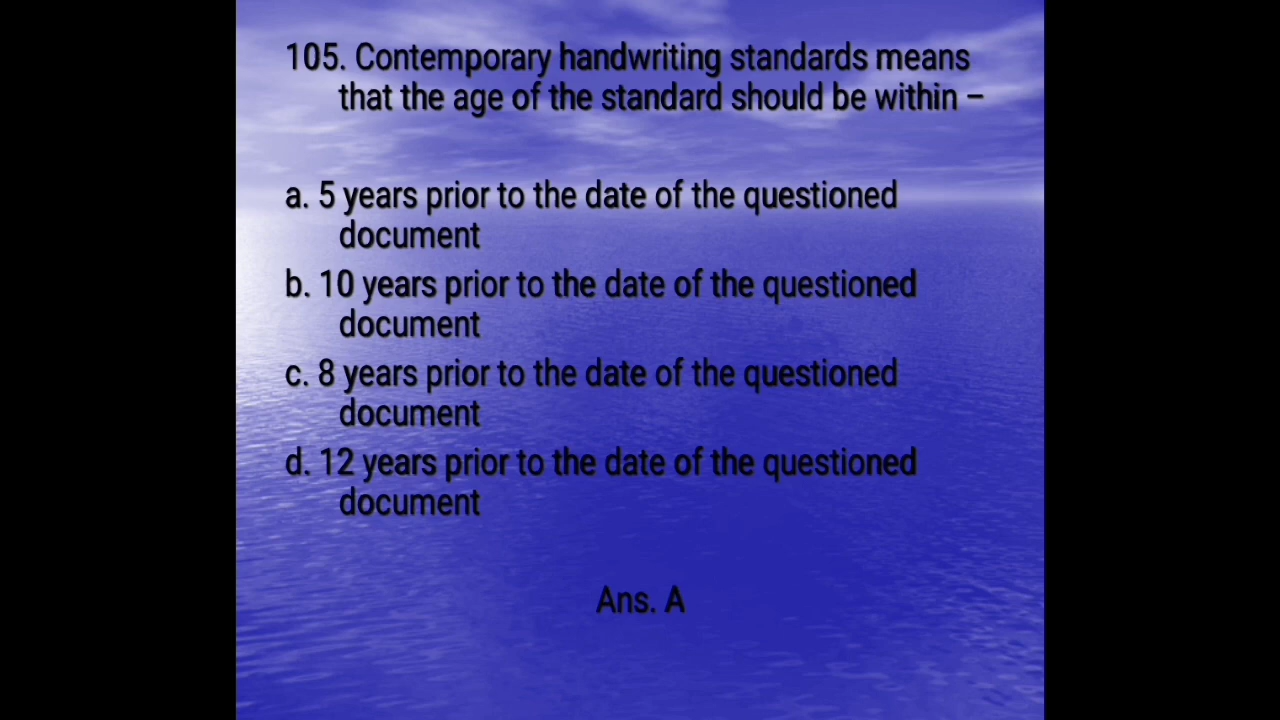 105. Contemporary handwriting standards means
that the age of the standard should be within –
a. 5 years prior to the date of the questioned
document
b. 10 years prior to the date of the questioned
document
c. 8 years prior to the date of the questioned
document
d. 12 years prior to the date of the questioned
document
Ans. A